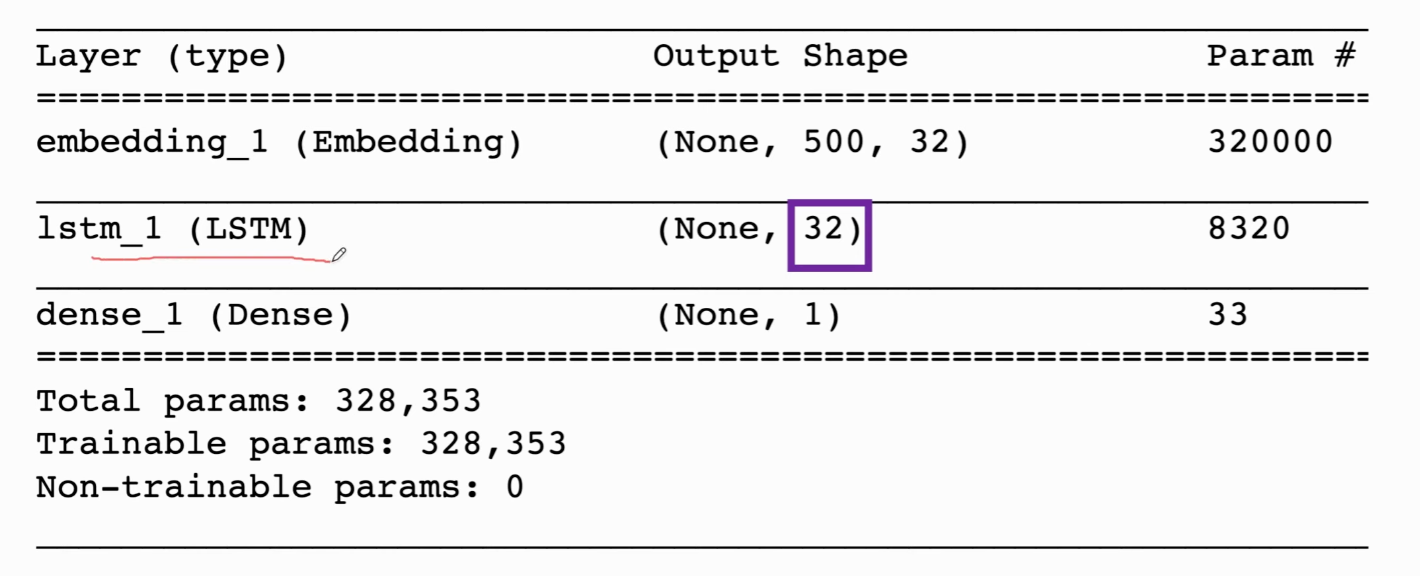 Layer (type) Output Shape Param #
embedding_1 (Embedding) (None, 500, 32) 320000
lstm_1 (LSTM) (None, 32) 8320
dense_1 (Dense) (None, 1) 33
Total params: 328,353
Trainable params: 328,353
Non-trainable params: 0